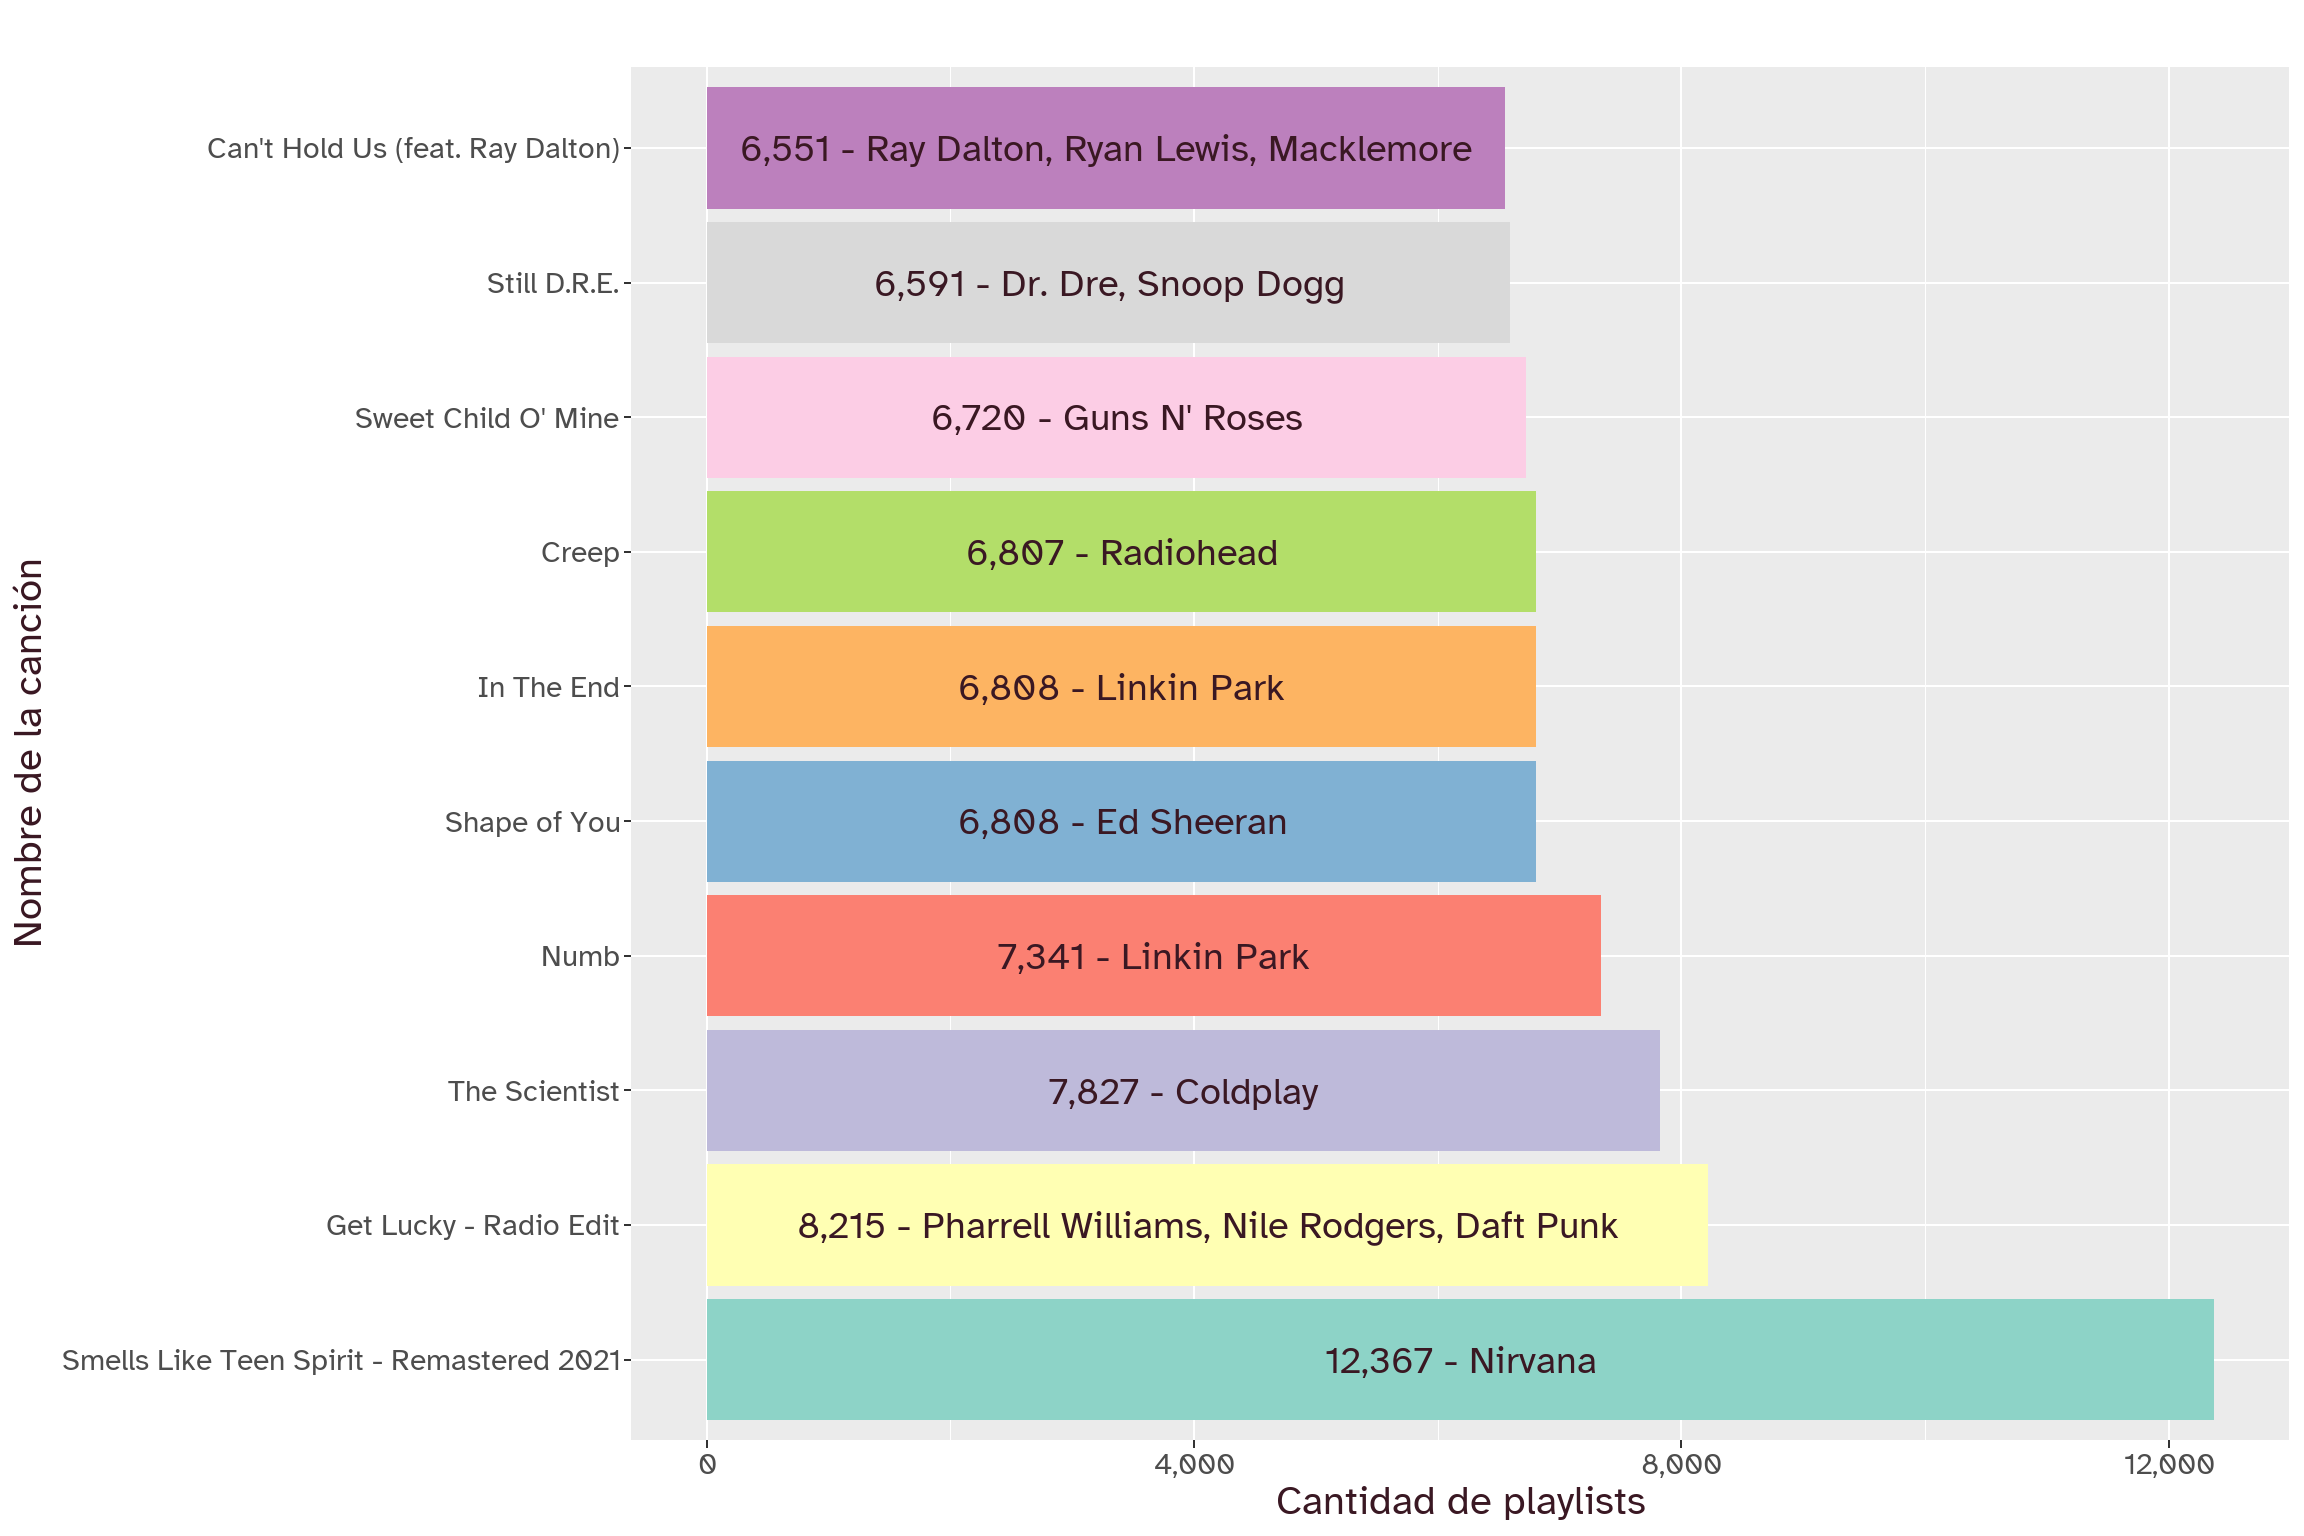 Nombre de la canción
Can't Hold Us (feat. Ray Dalton)
6,551 - Ray Dalton, Ryan Lewis, Macklemore
Still D.R.E.
6,591 - Dr. Dre, Snoop Dogg
Sweet Child O' Mine
6,720 - Guns N' Roses
Creep
6,807 - Radiohead
In The End
6,808 - Linkin Park
Shape of You
6,808 - Ed Sheeran
Numb
7,341 - Linkin Park
The Scientist
7,827 - Coldplay
Get Lucky - Radio Edit
8,215 - Pharrell Williams, Nile Rodgers, Daft Punk
Smells Like Teen Spirit - Remastered 2021
12,367 - Nirvana
0 4,000 8,000 12,000
Cantidad de playlists